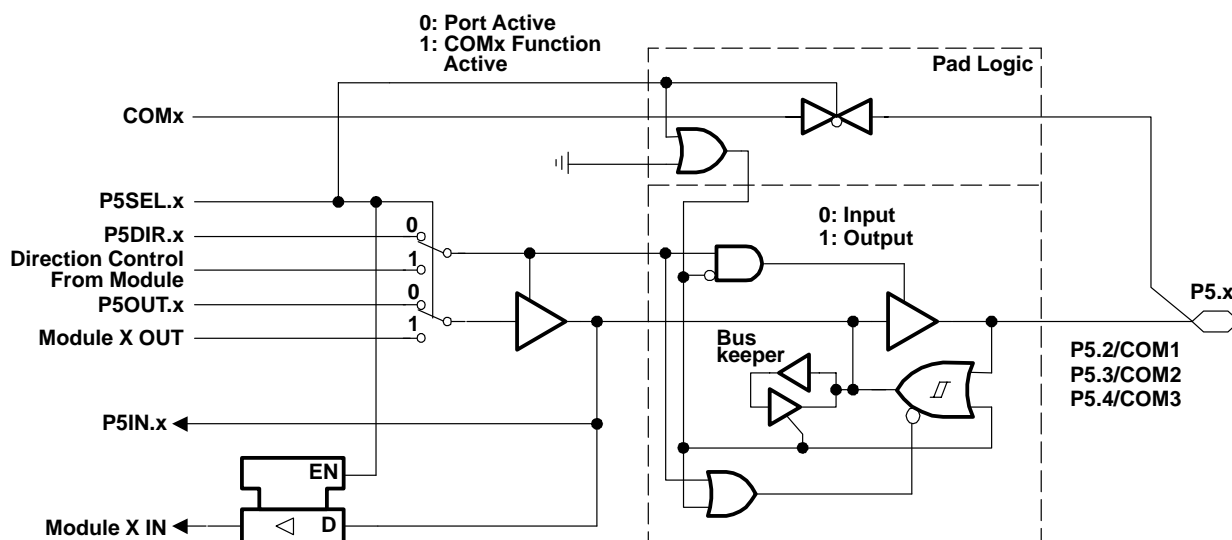 0: Port Active
1: COMx Function
Active
Pad Logic
COMx
P5SEL.x
0
P5DIR.x
0: Input
1: Output
Direction Control
From Module
1
P5OUT.x
0
P5.x
Module X OUT
1
Bus
keeper
P5.2/COM1
P5.3/COM2
P5.4/COM3
P5IN.x
EN
Module X IN
D